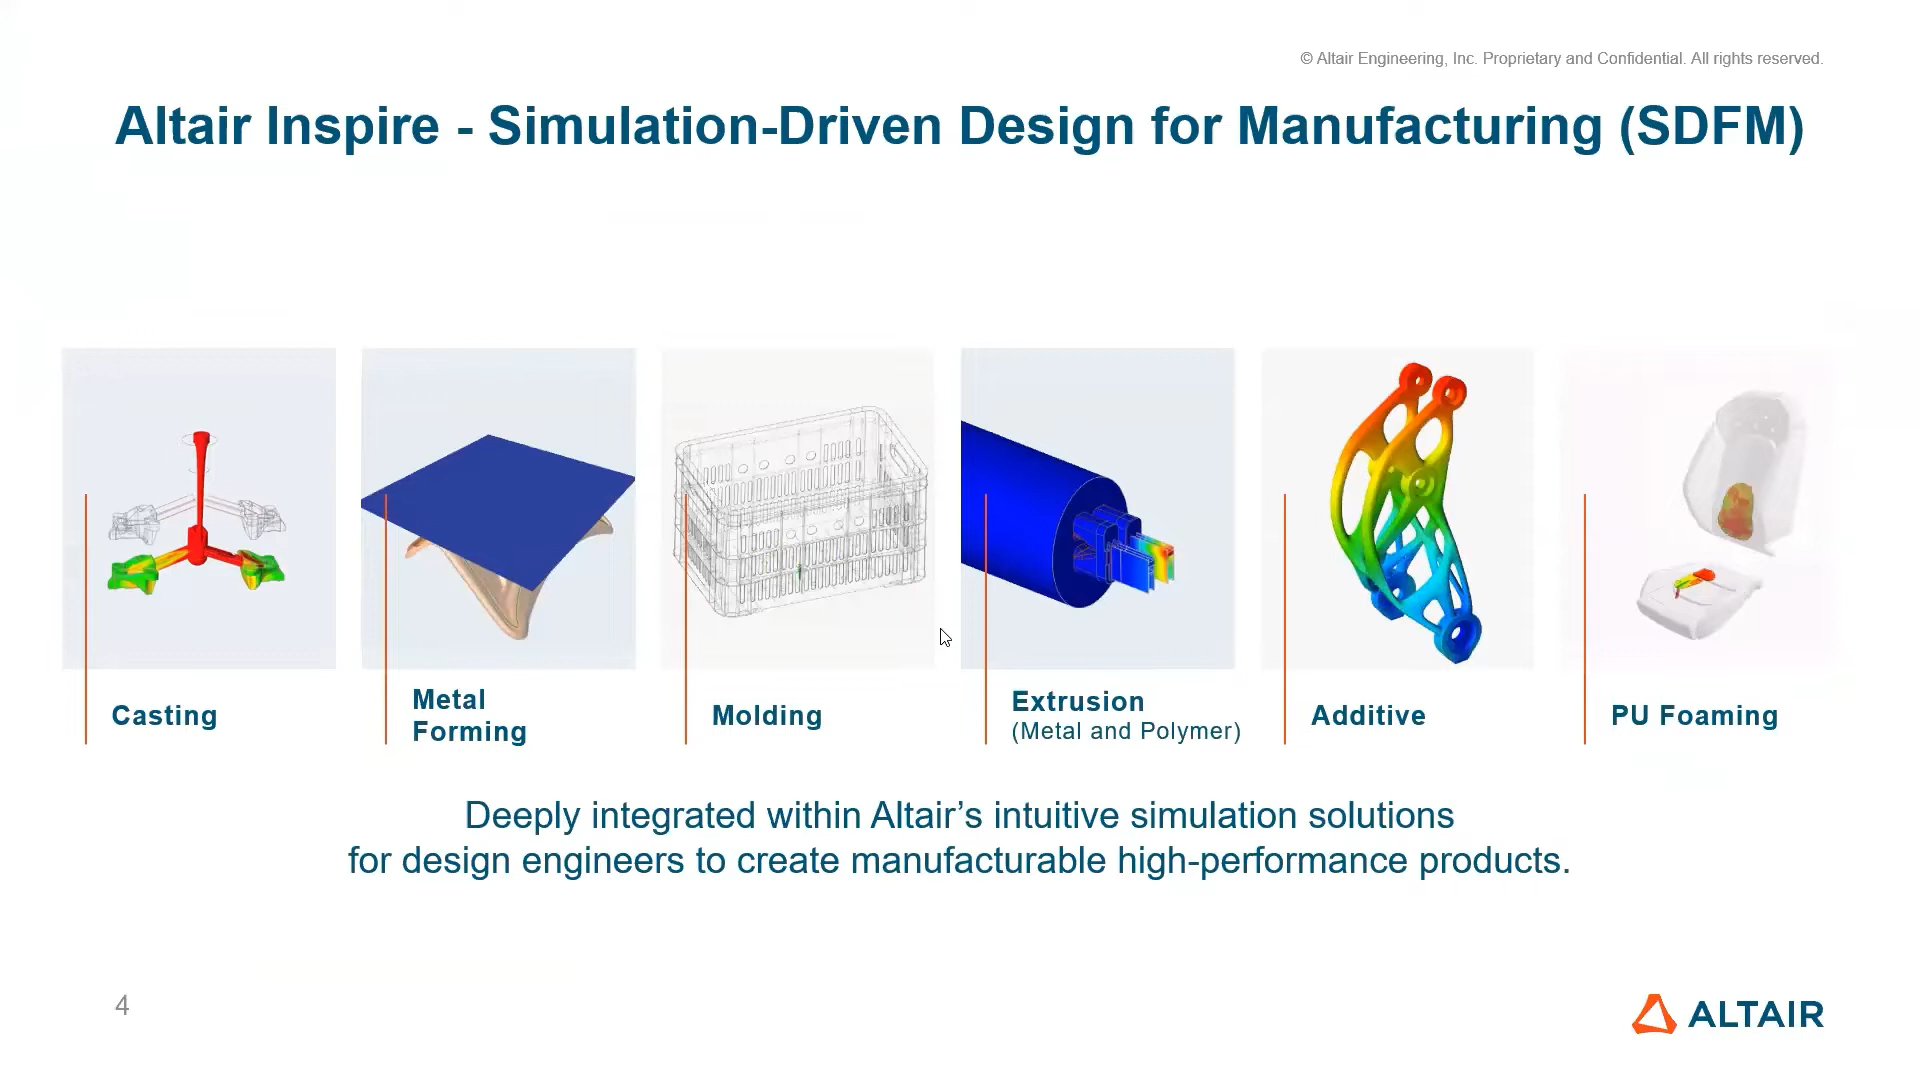 © Altair Engineering, Inc. Proprietary and Confidential. All rights reserved.
Altair Inspire - Simulation-Driven Design for Manufacturing (SDFM)
Casting
Metal
Forming
Molding
Extrusion
(Metal and Polymer)
Additive
PU Foaming
Deeply integrated within Altair’s intuitive simulation solutions
for design engineers to create manufacturable high-performance products.
4
ALTAIR